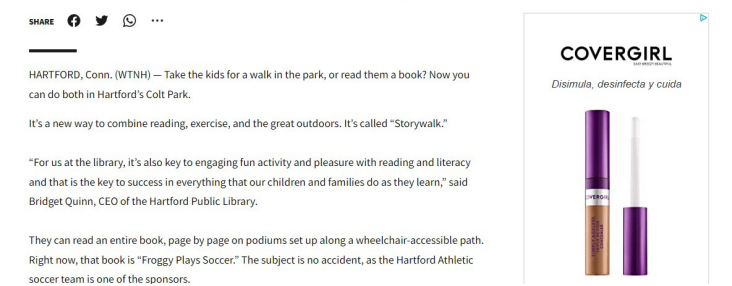 SHARE
HARTFORD, Conn. (WTNH) — Take the kids for a walk in the park, or read them a book? Now you
can do both in Hartford's Colt Park.
It's a new way to combine reading, exercise, and the great outdoors. It's called "Storywalk."
"For us at the library, it's also key to engaging fun activity and pleasure with reading and literacy
and that is the key to success in everything that our children and families do as they learn," said
Bridget Quinn, CEO of the Hartford Public Library.
They can read an entire book, page by page on podiums set up along a wheelchair-accessible path.
Right now, that book is "Froggy Plays Soccer." The subject is no accident, as the Hartford Athletic
soccer team is one of the sponsors.
COVERGIRL
EASY BREEZY BEAUTIFUL
Disimula, desinfecta y cuida
COVERGIRL